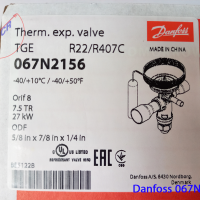 Therm. exp. valve
TGE R22/R407C
067N2156
-40/+10°C / -40/+50°F
Orif 8
7.5 TR
27 kW
ODF
5/8 in x 7/8 in x 1/4 in
Danfoss
MADE IN CHINA
Danfoss A/S, 6430 Nordborg,
Denmark
Danfoss 067N